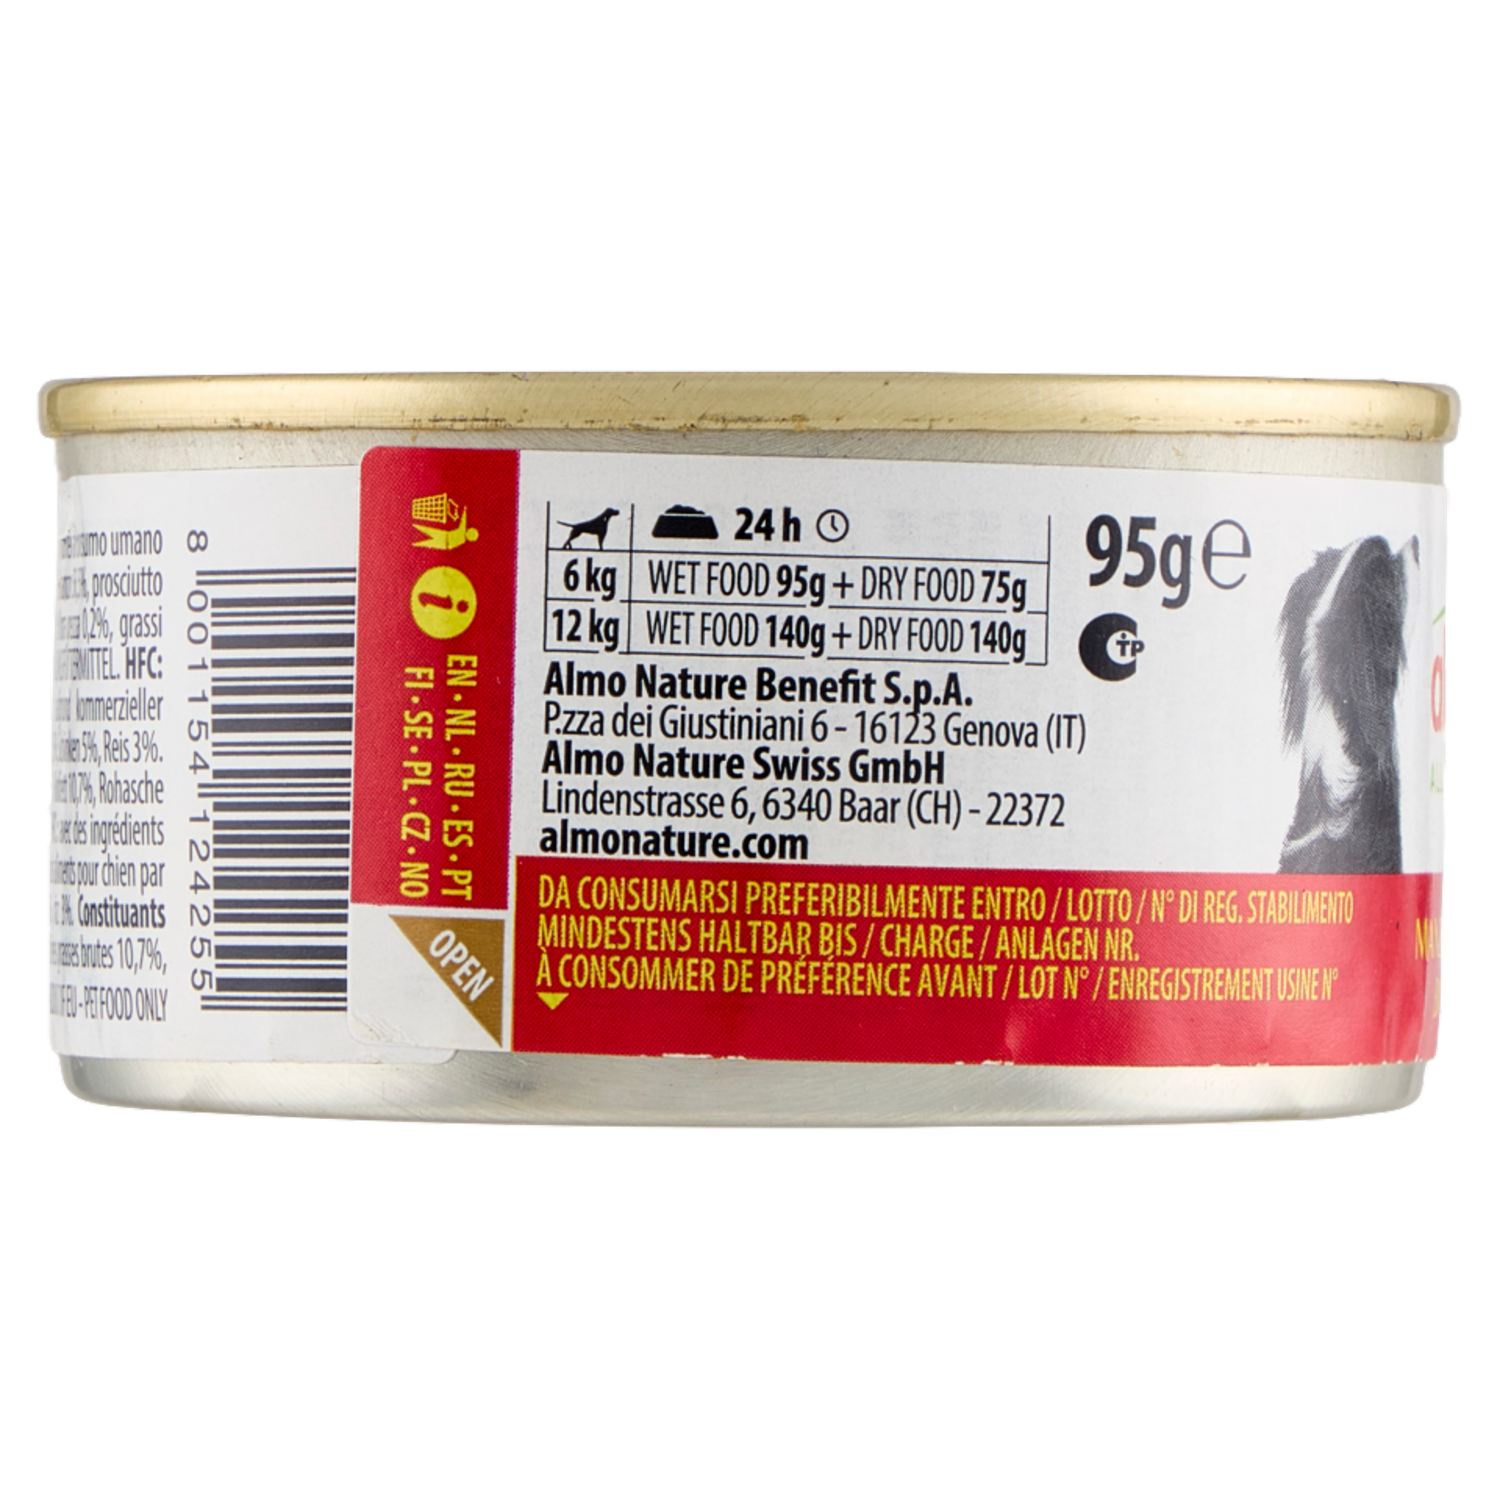 umano
prosciutto
0,2%, grassi
HFC:
kommerzieller
5%, Reis 3%.
Rohasche
des ingrédients
pour chien par
Constituants
brutes 10,7%,
EU - PET FOOD ONLY
8 001154 124255
EN • NL • RU • ES • PT
FI • SE • PL • CZ • NO
OPEN
24 h
6 kg WET FOOD 95g + DRY FOOD 75g
12 kg WET FOOD 140g + DRY FOOD 140g
Almo Nature Benefit S.p.A.
P.zza dei Giustiniani 6 - 16123 Genova (IT)
Almo Nature Swiss GmbH
Lindenstrasse 6, 6340 Baar (CH) - 22372
almonature.com
95g e
TP
DA CONSUMARSI PREFERIBILMENTE ENTRO / LOTTO / N° DI REG. STABILIMENTO
MINDESTENS HALTBAR BIS / CHARGE / ANLAGEN NR.
À CONSOMMER DE PRÉFÉRENCE AVANT / LOT N° / ENREGISTREMENT USINE N°